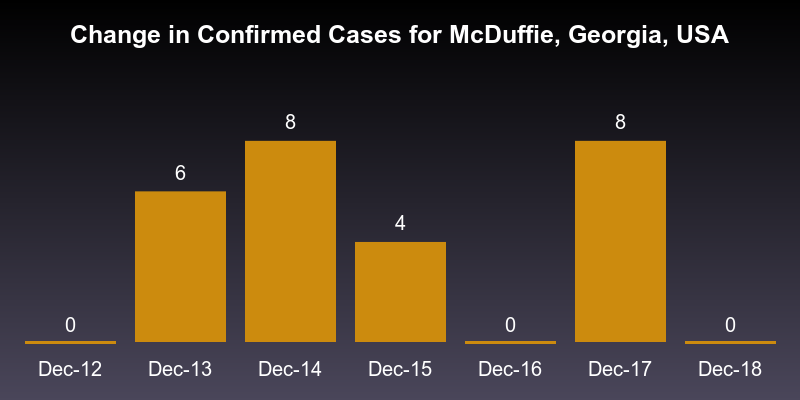 Change in Confirmed Cases for McDuffie, Georgia, USA
8 8
6
4
0 0 0
Dec-12 Dec-13 Dec-14 Dec-15 Dec-16 Dec-17 Dec-18